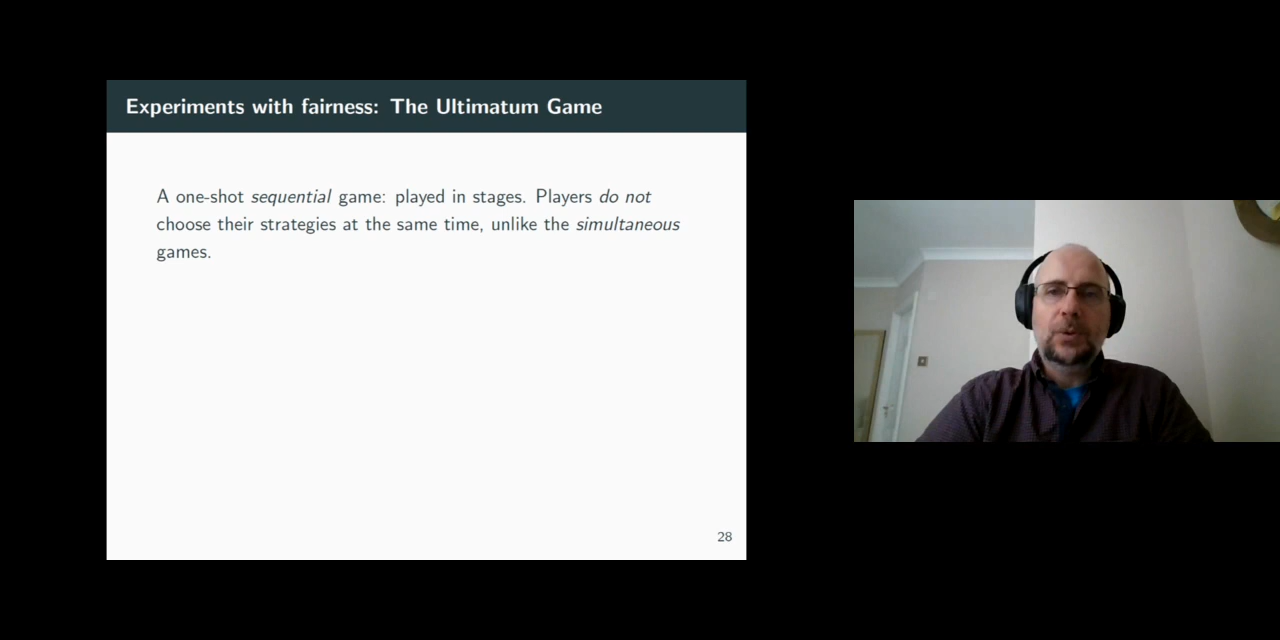 Experiments with fairness: The Ultimatum Game
A one-shot sequential game: played in stages. Players do not
choose their strategies at the same time, unlike the simultaneous
games.
28